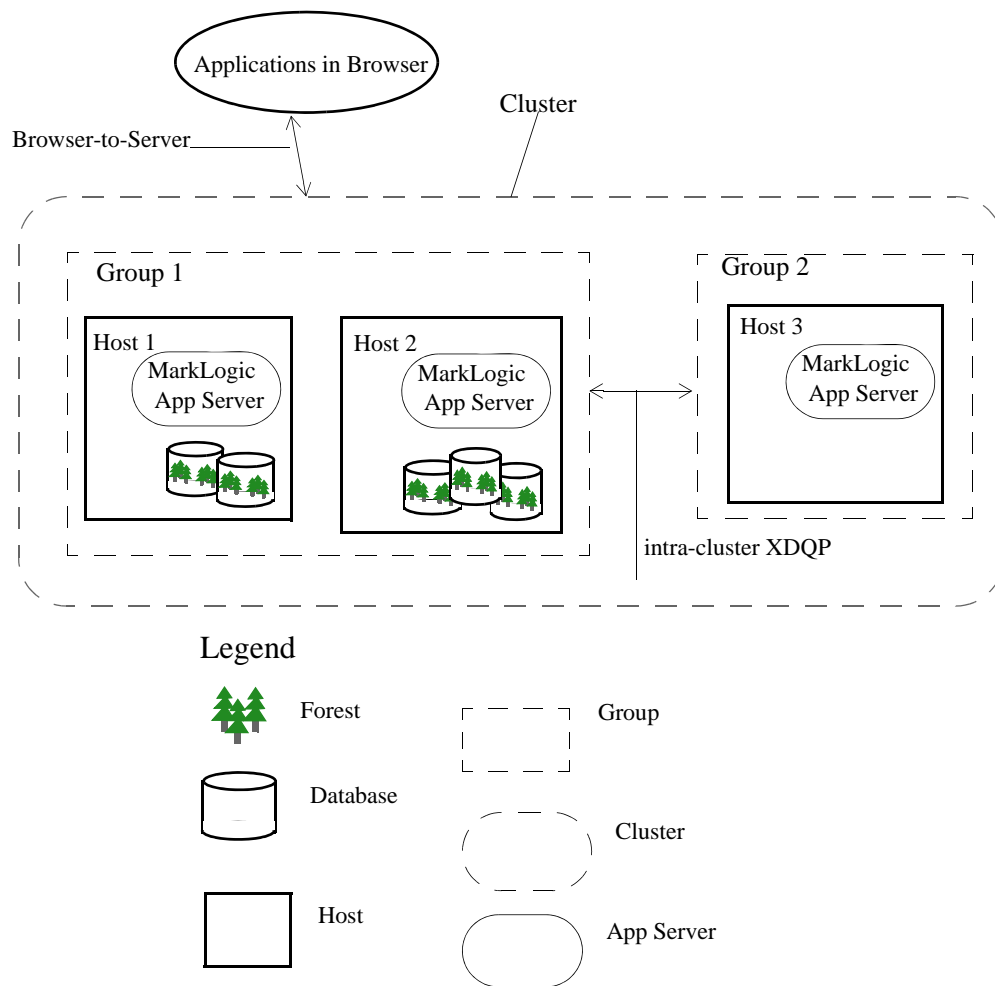 Applications in Browser
Cluster
Browser-to-Server
Group 1
Group 2
Host 1
MarkLogic
App Server
Host 2
MarkLogic
App Server
Host 3
MarkLogic
App Server
intra-cluster XDQP
Legend
Forest
Group
Database
Cluster
Host
App Server